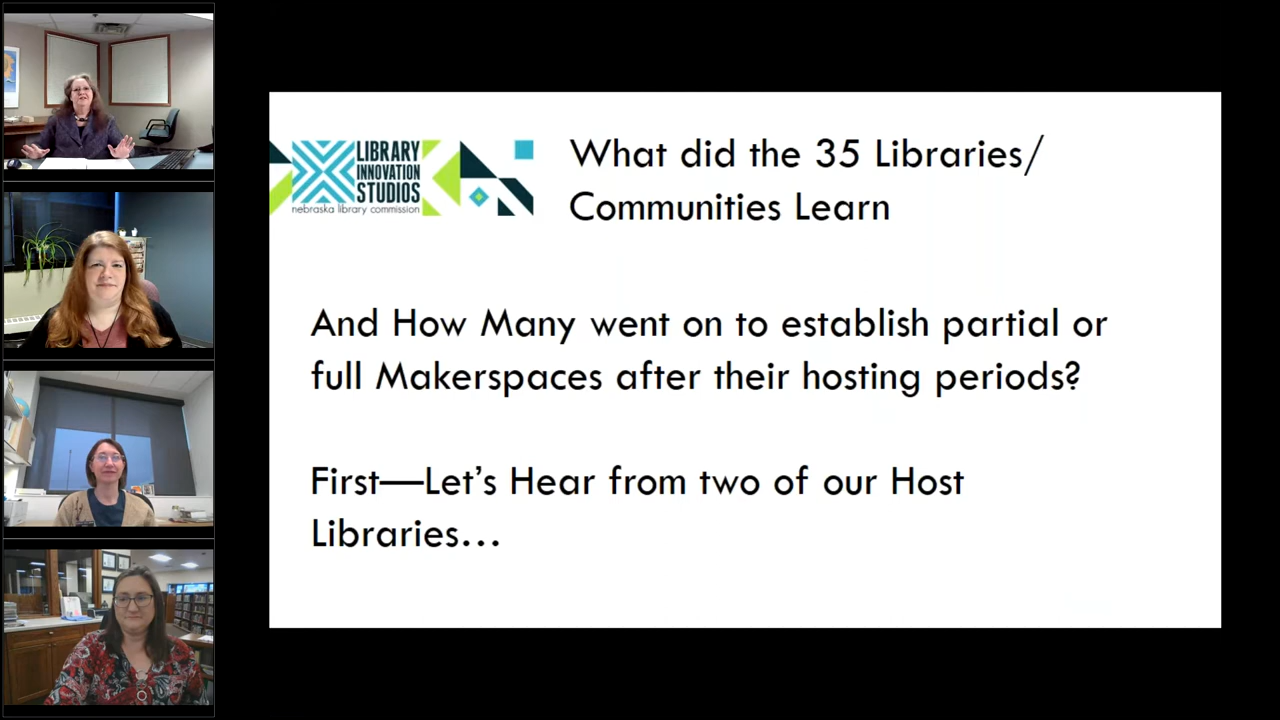 LIBRARY
INNOVATION
STUDIOS
nebraska library commission
What did the 35 Libraries/
Communities Learn
And How Many went on to establish partial or
full Makerspaces after their hosting periods?
First—Let's Hear from two of our Host
Libraries...